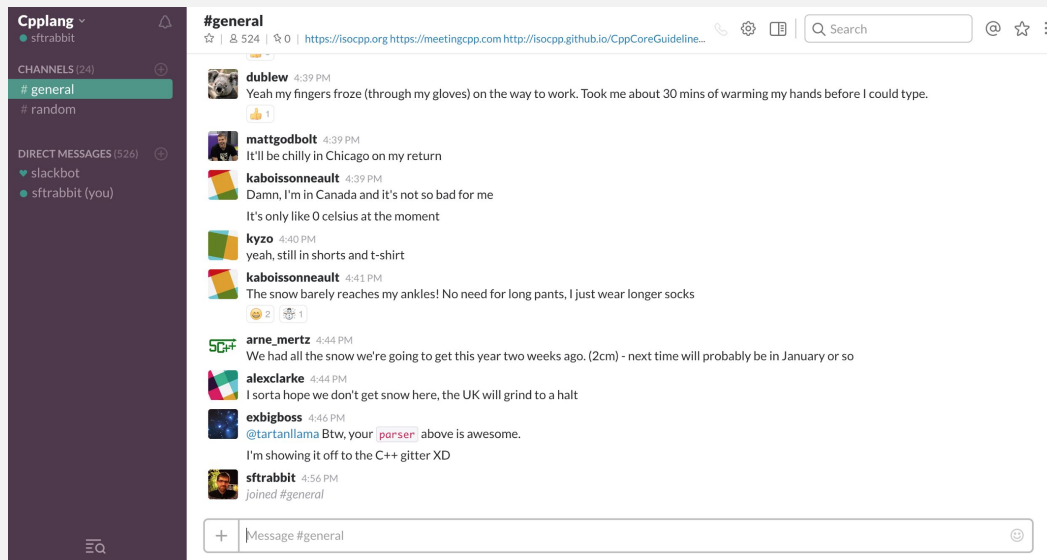 Cpplang
sftrabbit
CHANNELS (24)
# general
# random
DIRECT MESSAGES (526)
slackbot
sftrabbit (you)
#general
524 | 0 | https://isocpp.org https://meetingcpp.com http://isocpp.github.io/CppCoreGuideline...
Search
dublew 4:39 PM
Yeah my fingers froze (through my gloves) on the way to work. Took me about 30 mins of warming my hands before I could type.
1
mattgodbolt 4:39 PM
It'll be chilly in Chicago on my return
kaboissonneault 4:39 PM
Damn, I'm in Canada and it's not so bad for me
It's only like 0 celsius at the moment
kyzo 4:40 PM
yeah, still in shorts and t-shirt
kaboissonneault 4:41 PM
The snow barely reaches my ankles! No need for long pants, I just wear longer socks
2 1
5C++
arne_mertz 4:44 PM
We had all the snow we're going to get this year two weeks ago. (2cm) - next time will probably be in January or so
alexclarke 4:44 PM
I sorta hope we don't get snow here, the UK will grind to a halt
exbigboss 4:46 PM
@tartanllama Btw, your parser above is awesome.
I'm showing it off to the C++ gitter XD
sftrabbit 4:56 PM
joined #general
Message #general